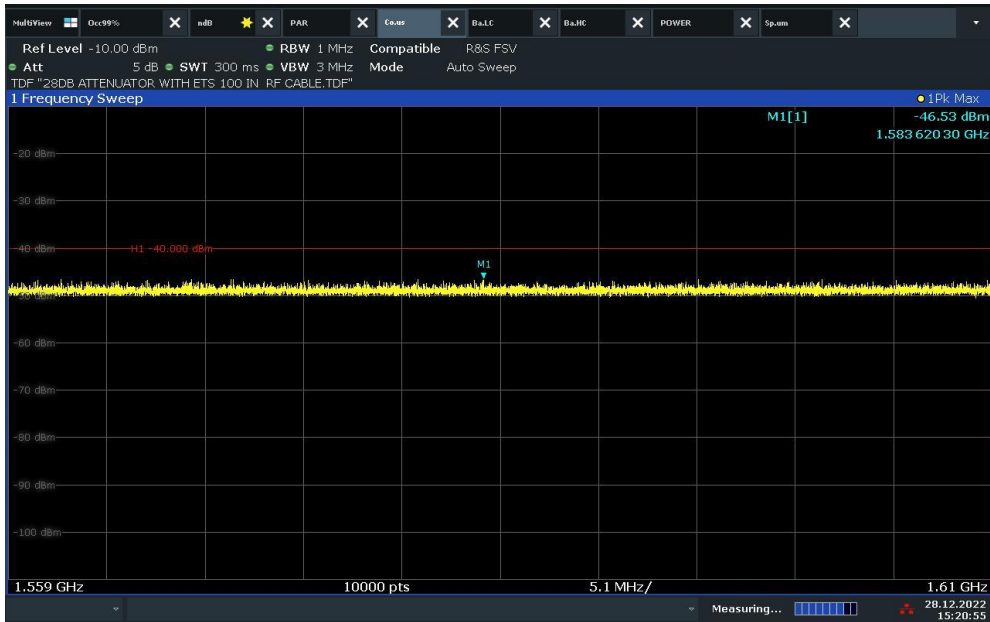 MultiView Occ99% ndB PAR Co.us Ba.LC Ba.HC POWER Sp.um
Ref Level -10.00 dBm RBW 1 MHz Compatible R&S FSV
Att 5 dB SWT 300 ms VBW 3 MHz Mode Auto Sweep
TDF "28DB ATTENUATOR WITH ETS 100 IN RF CABLE.TDF"
1 Frequency Sweep 1Pk Max
M1[1] -46.53 dBm
1.583 620 30 GHz
-20 dBm
-30 dBm
-40 dBm H1 -40.000 dBm
M1
-60 dBm
-70 dBm
-80 dBm
-90 dBm
-100 dBm
1.559 GHz 10000 pts 5.1 MHz/ 1.61 GHz
Measuring... 28.12.2022
15:20:55